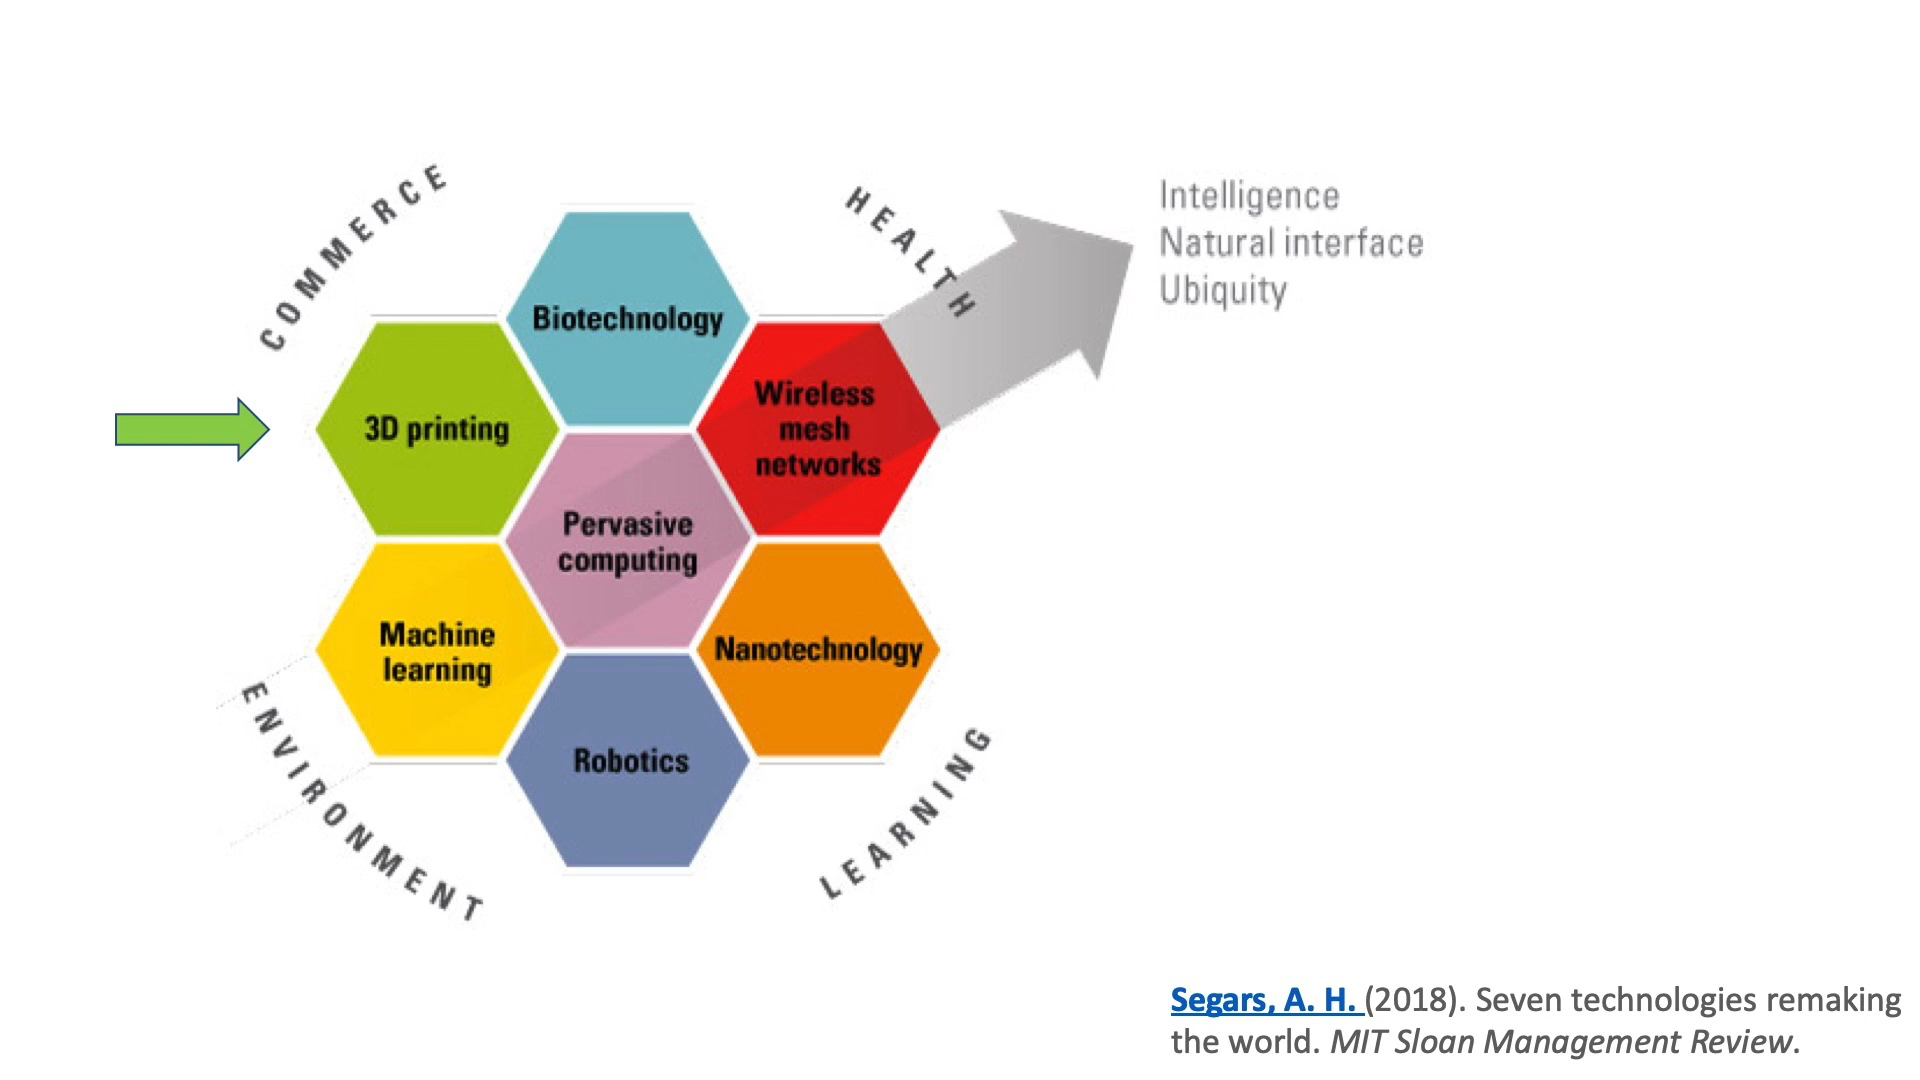 COMMERCE
HEALTH
Intelligence
Natural interface
Ubiquity
Biotechnology
3D printing
Wireless
mesh
networks
Pervasive
computing
Machine
learning
Nanotechnology
Robotics
ENVIRONMENT
LEARNING
Segars, A. H. (2018). Seven technologies remaking
the world. MIT Sloan Management Review.